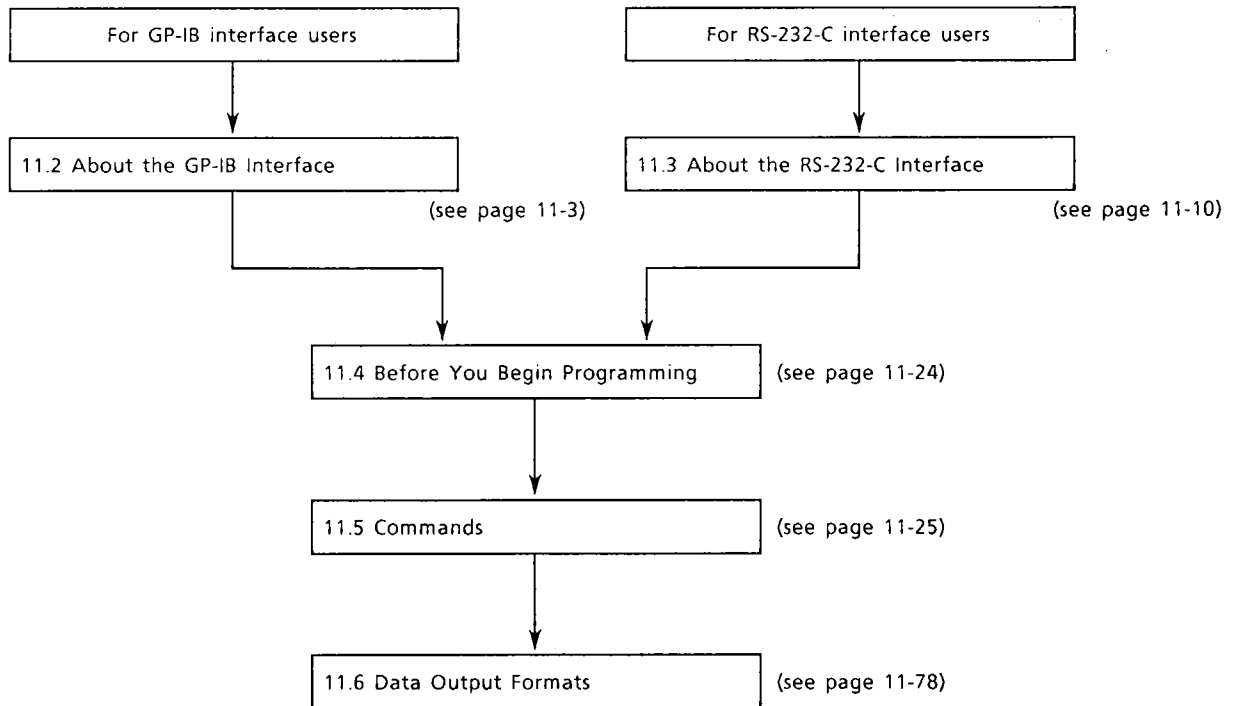 For GP-IB interface users
For RS-232-C interface users
11.2 About the GP-IB Interface
11.3 About the RS-232-C Interface
(see page 11-3)
(see page 11-10)
11.4 Before You Begin Programming
(see page 11-24)
11.5 Commands
(see page 11-25)
11.6 Data Output Formats
(see page 11-78)